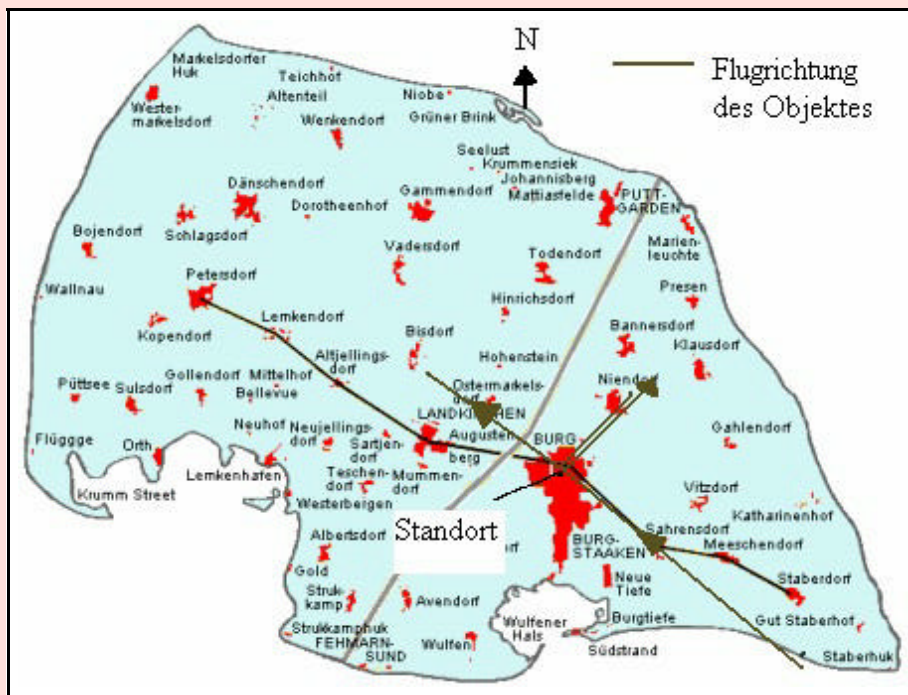 N
Flugrichtung
des Objektes
Markelsdorfer
Huk
Teichhof
Wester-
markelsdorf
Altenteil
Niobe
Wenkendorf
Grüner Brink
Seelust
Krummensiek
Johannisberg
Dänschendorf
Gammendorf
Mattiasfelde
PUTT-
GARDEN
Dorotheenhof
Schlagsdorf
Bojendorf
Marien-
leuchte
Vadersdorf
Todendorf
Petersdorf
Wallnau
Presen
Hinrichsdorf
Lemkendorf
Kopendorf
Bannersdorf
Bisdorf
Klausdorf
Altjellingsdorf
Hohenstein
Gollendorf
Mittelhof
Püttsee
Sulsdorf
Bellevue
Ostermarkels-
dorf
Niendorf
LANDKIRCHEN
Neuhof
Neujellings-
dorf
Sartjen-
dorf
Augusten
berg
BURG
Gahlendorf
Flüggge
Orth
Lemkenhafen
Teschen-
dorf
Mummen-
dorf
Krumm Street
Westerbergen
Vitzdorf
Katharinenhof
Standort
Sahrensdorf
Albertsdorf
BURG-
STAAKEN
Meeschendorf
orf
Gold
Neue
Tiefe
Staberdorf
Struk-
kamp
Avendorf
Wulfener
Hals
Burgtiefe
Gut Staberhof
Strukkamphuk
FEHMARN-
SUND
Wulfen
Südstrand
Staberhuk